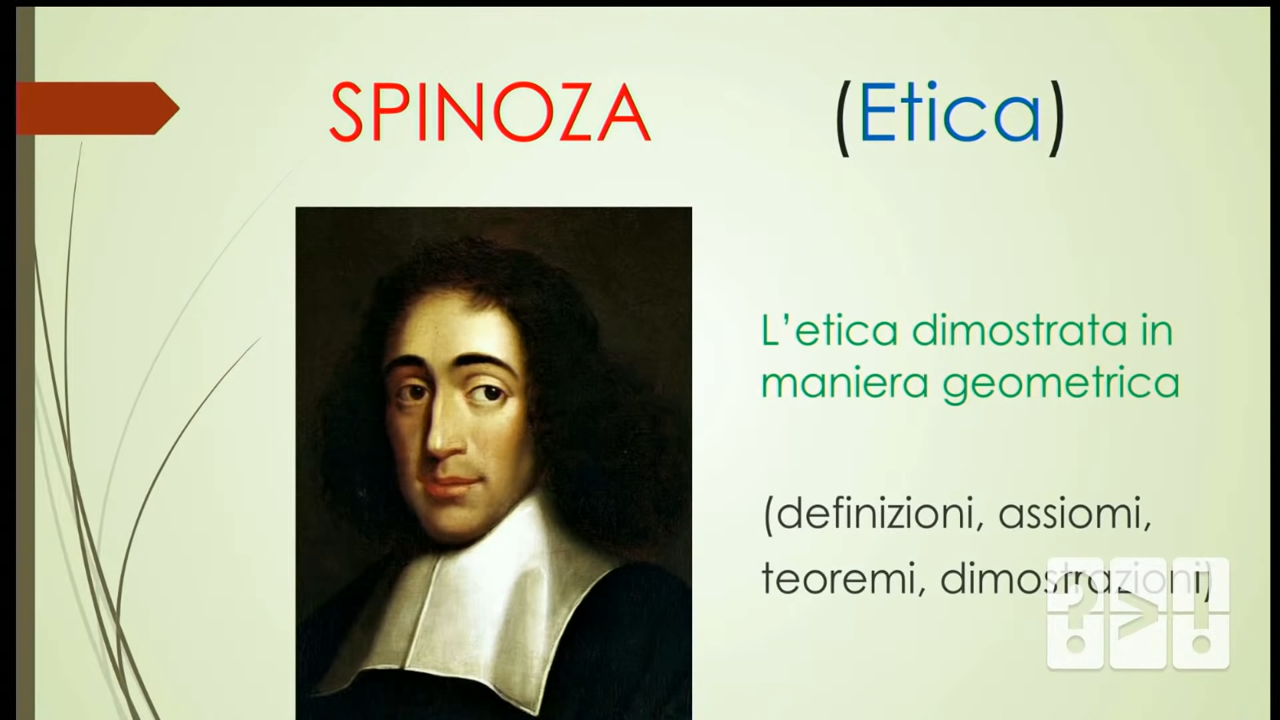 SPINOZA (Etica)
L'etica dimostrata in
maniera geometrica
(definizioni, assiomi,
teoremi, dimostrazioni)
?>!